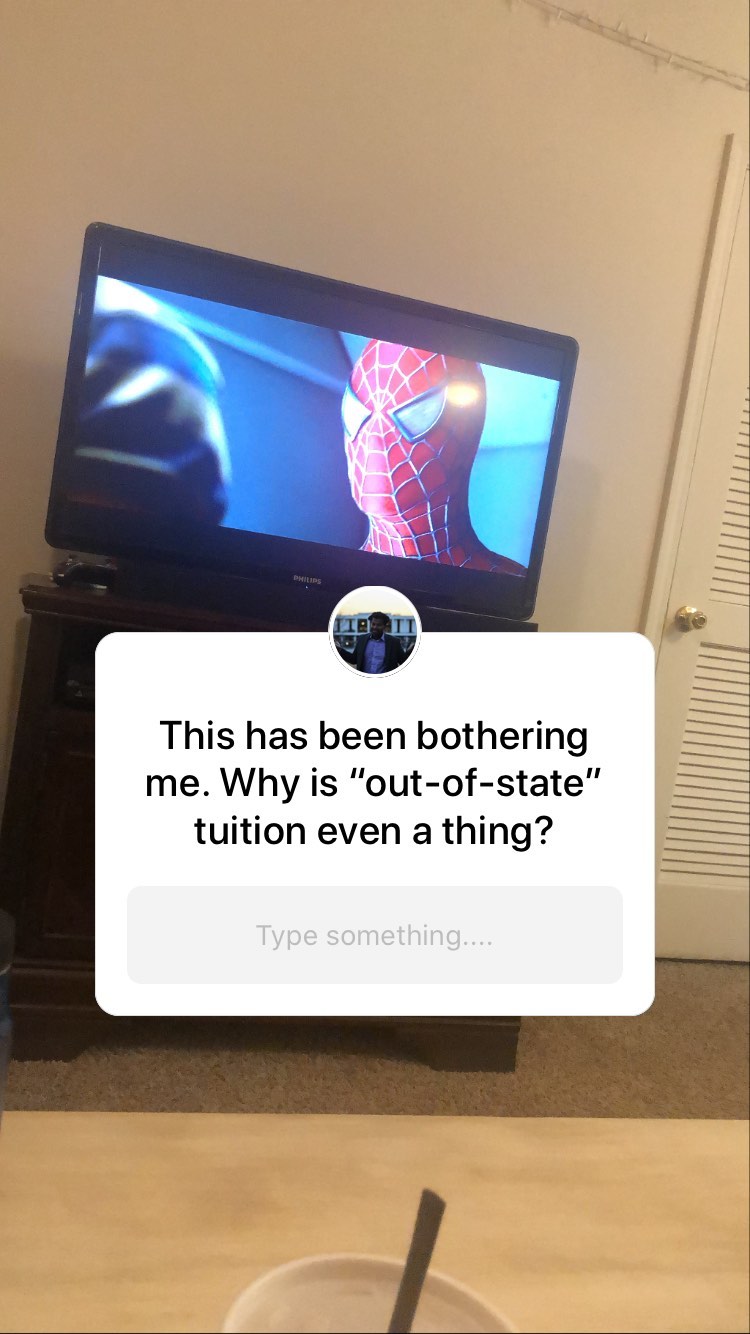 PHILIPS
This has been bothering
me. Why is “out-of-state”
tuition even a thing?
Type something....